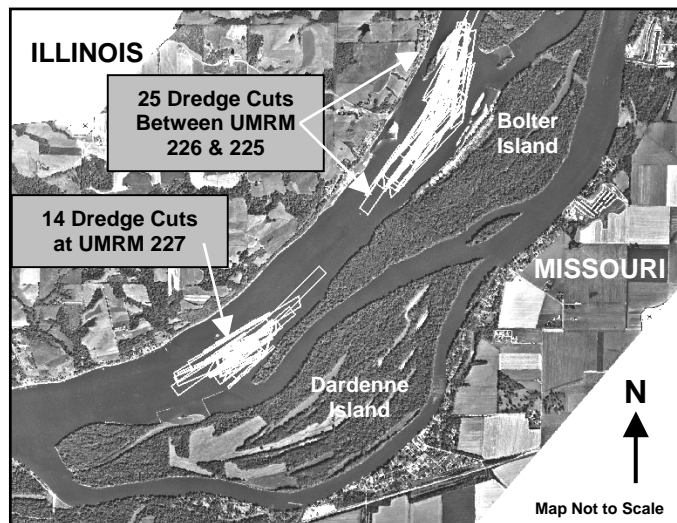 ILLINOIS
25 Dredge Cuts
Between UMRM
226 & 225
Bolter
Island
14 Dredge Cuts
at UMRM 227
MISSOURI
Dardenne
Island
N
Map Not to Scale